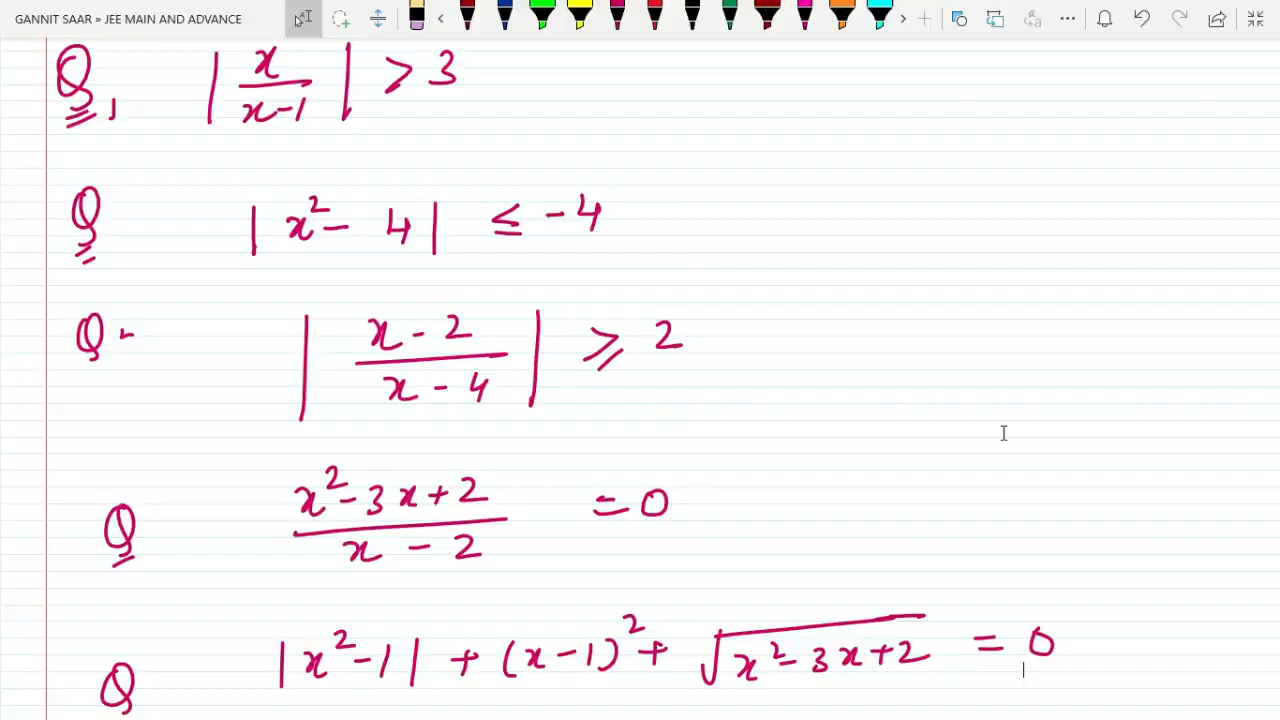 GANNIT SAAR » JEE MAIN AND ADVANCE
Q1 |x/(x-1)| > 3
Q |x²- 4| ≤ -4
Q. |(x-2)/(x-4)| ≥ 2
Q (x²-3x+2)/(x-2) = 0
Q |x²-1| + (x-1)² + √(x²-3x+2) = 0